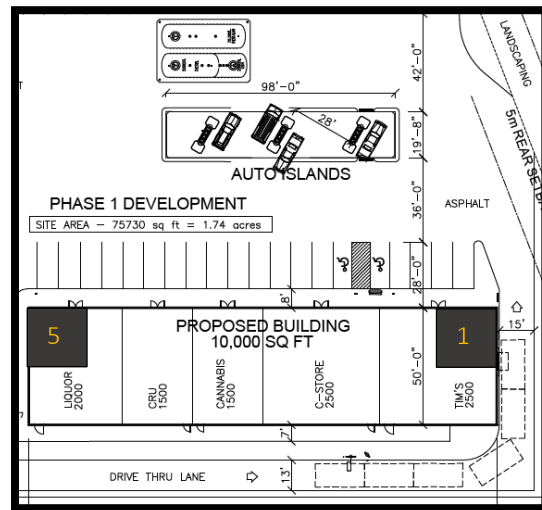 LANDSCAPING
5m REAR SETBA
42'-0"
98'-0"
28'
19'-8"
AUTO ISLANDS
36'-0"
PHASE 1 DEVELOPMENT
ASPHALT
SITE AREA – 75730 sq ft = 1.74 acres
28'-0"
8'
5
PROPOSED BUILDING
10,000 SQ FT
1
15'
LIQUOR
2000
CRU
1500
CANNABIS
1500
C-STORE
2500
TIM'S
2500
50'-0"
7'
DRIVE THRU LANE
13'